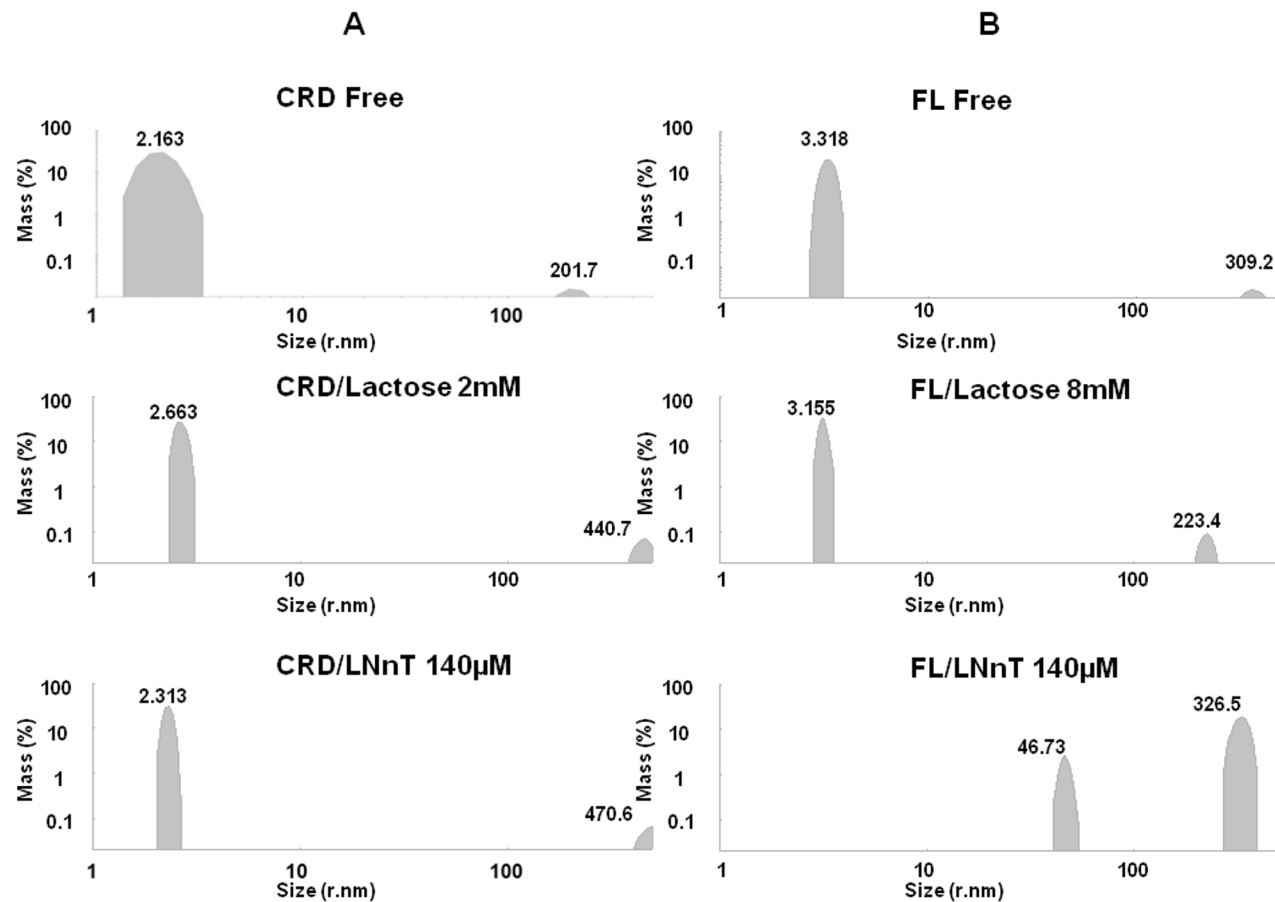 A
CRD Free
Mass (%)
100
10
1
0.1
2.163
201.7
1
10
100
Size (r.nm)
CRD/Lactose 2mM
Mass (%)
100
10
1
0.1
2.663
440.7
1
10
100
Size (r.nm)
CRD/LNnT 140µM
Mass (%)
100
10
1
0.1
2.313
470.6
1
10
100
Size (r.nm)
B
FL Free
Mass (%)
100
10
1
0.1
3.318
309.2
1
10
100
Size (r.nm)
FL/Lactose 8mM
Mass (%)
100
10
1
0.1
3.155
223.4
1
10
100
Size (r.nm)
FL/LNnT 140µM
Mass (%)
100
10
1
0.1
46.73
326.5
1
10
100
Size (r.nm)